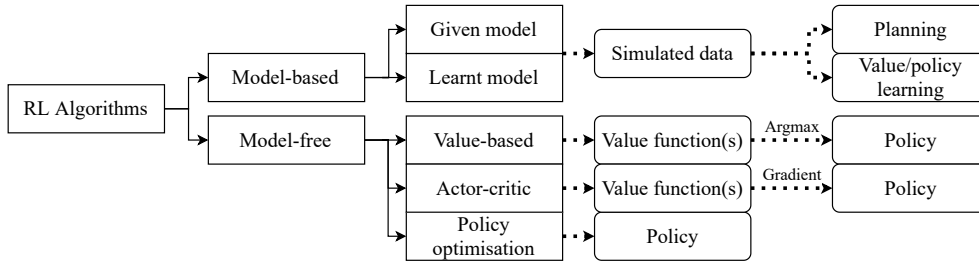 RL Algorithms
Model-based
Given model
Learnt model
Simulated data
Planning
Value/policy
learning
Model-free
Value-based
Value function(s)
Argmax
Policy
Actor-critic
Value function(s)
Gradient
Policy
Policy
optimisation
Policy